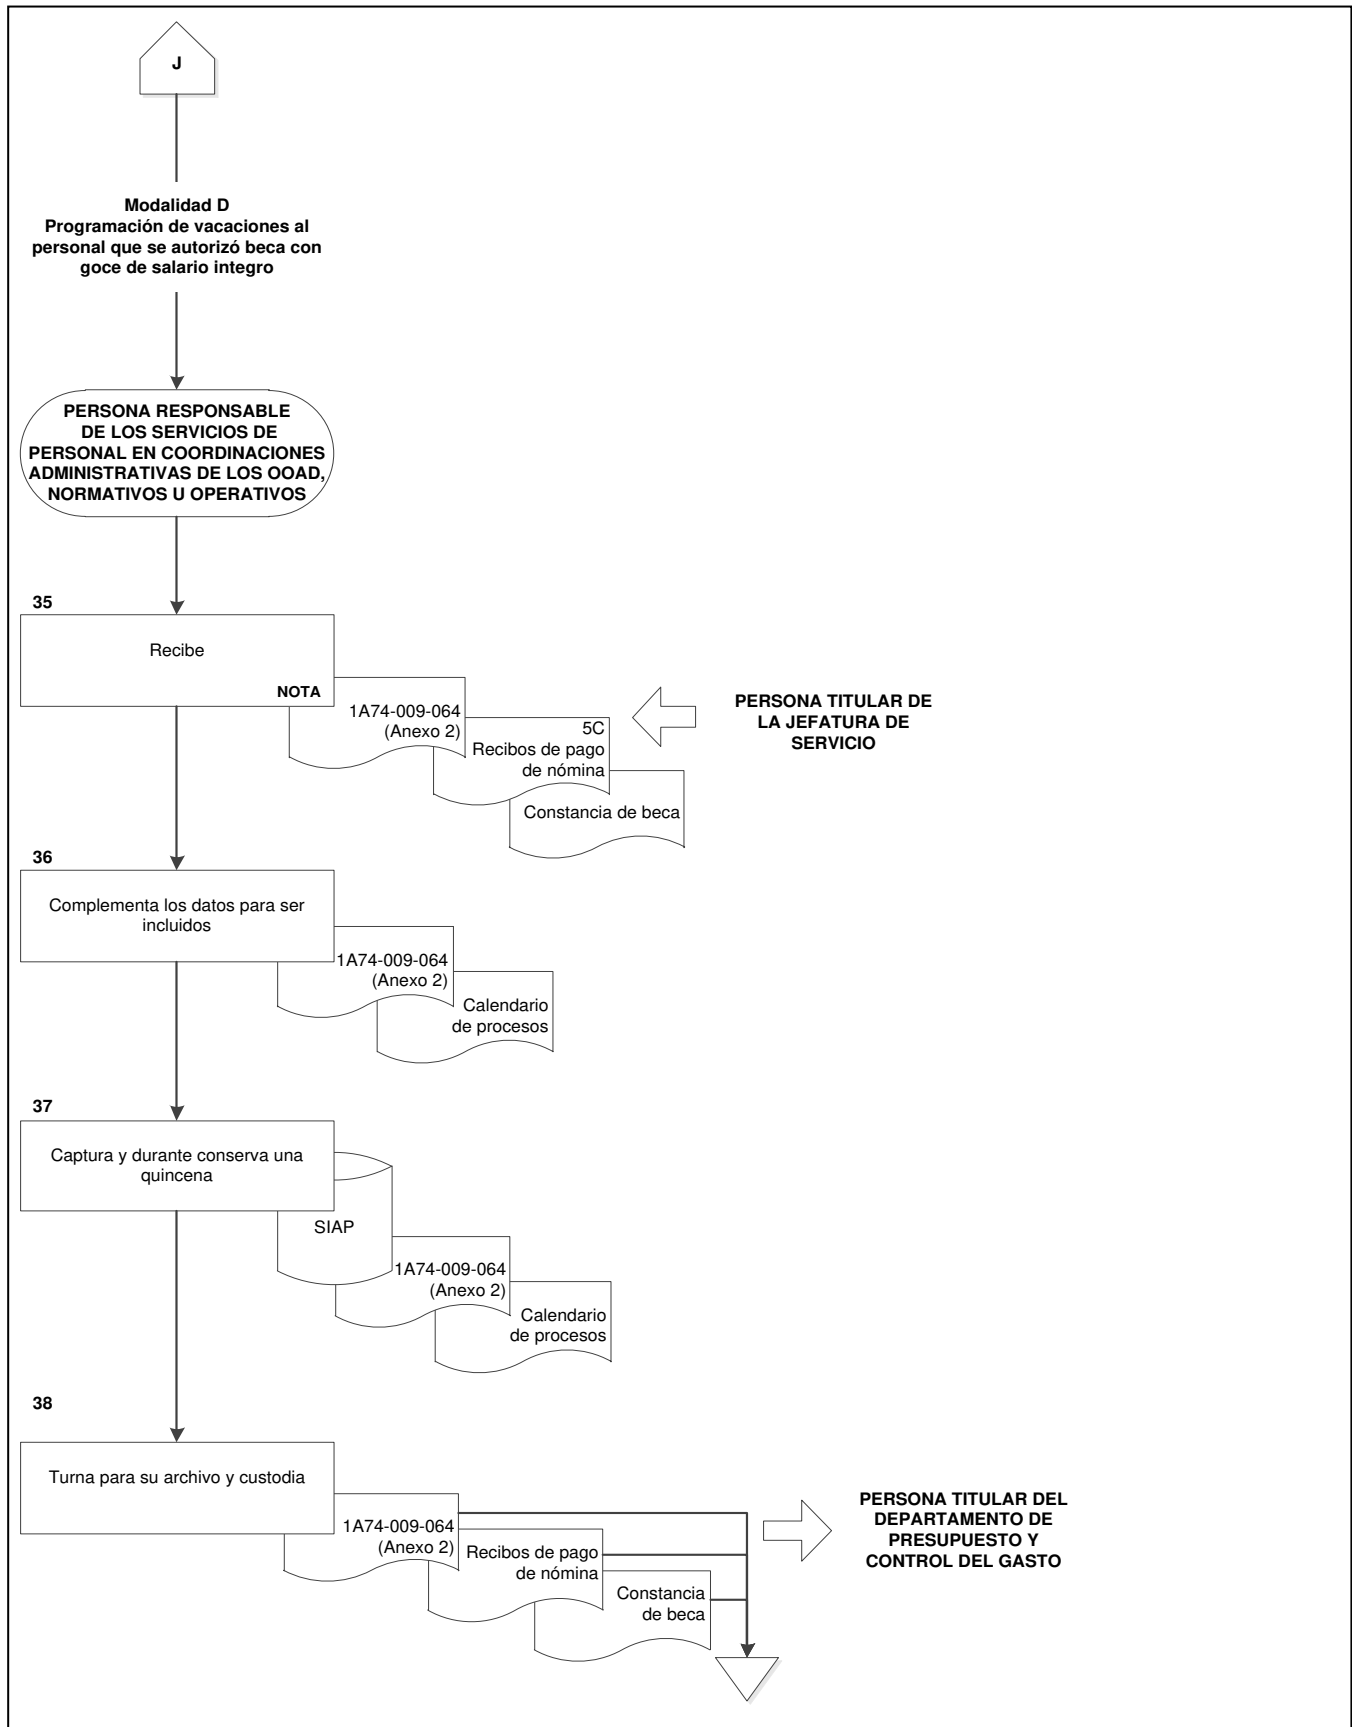 J
Modalidad D
Programación de vacaciones al
personal que se autorizó beca con
goce de salario integro
PERSONA RESPONSABLE
DE LOS SERVICIOS DE
PERSONAL EN COORDINACIONES
ADMINISTRATIVAS DE LOS OOAD,
NORMATIVOS U OPERATIVOS
35
Recibe
NOTA
1A74-009-064
(Anexo 2)
5C
Recibos de pago
de nómina
Constancia de beca
PERSONA TITULAR DE
LA JEFATURA DE
SERVICIO
36
Complementa los datos para ser
incluidos
1A74-009-064
(Anexo 2)
Calendario
de procesos
37
Captura y durante conserva una
quincena
SIAP
1A74-009-064
(Anexo 2)
Calendario
de procesos
38
Turna para su archivo y custodia
1A74-009-064
(Anexo 2)
Recibos de pago
de nómina
Constancia
de beca
PERSONA TITULAR DEL
DEPARTAMENTO DE
PRESUPUESTO Y
CONTROL DEL GASTO